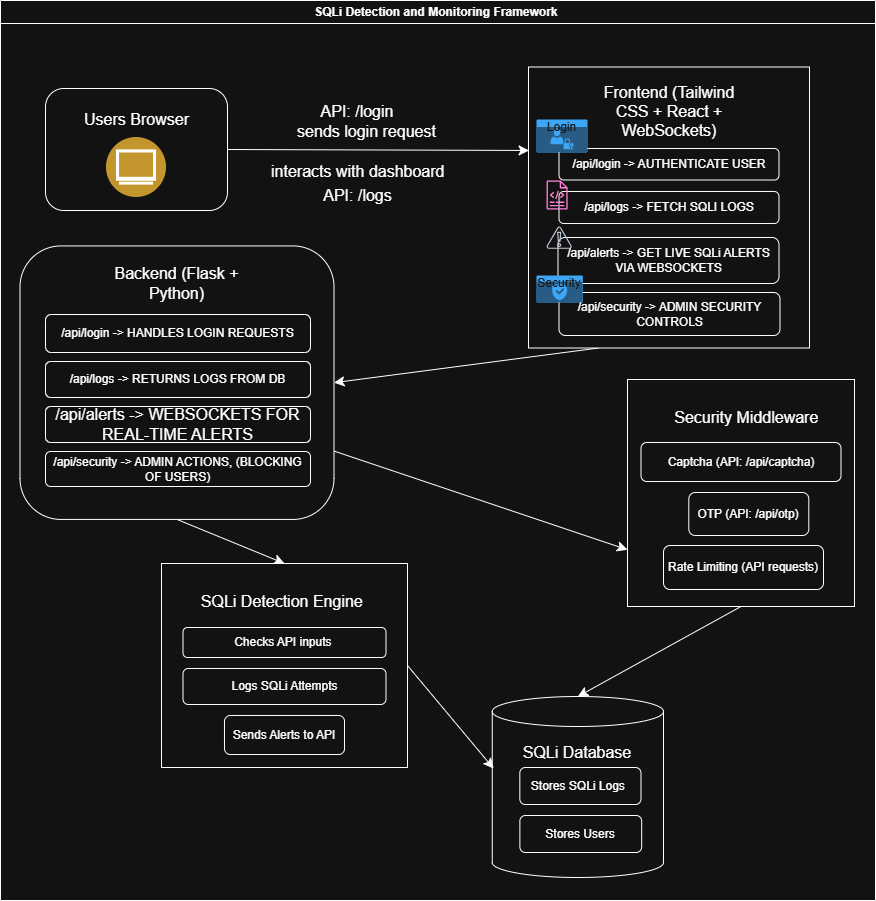 SQLi Detection and Monitoring Framework
Users Browser
API: /login
sends login request
interacts with dashboard
API: /logs
Frontend (Tailwind
CSS + React +
WebSockets)
Login
/api/login -> AUTHENTICATE USER
</>
/api/logs -> FETCH SQLI LOGS
/api/alerts -> GET LIVE SQLi ALERTS
VIA WEBSOCKETS
Security
/api/security -> ADMIN SECURITY
CONTROLS
Backend (Flask +
Python)
/api/login -> HANDLES LOGIN REQUESTS
/api/logs -> RETURNS LOGS FROM DB
/api/alerts -> WEBSOCKETS FOR
REAL-TIME ALERTS
/api/security -> ADMIN ACTIONS, (BLOCKING
OF USERS)
Security Middleware
Captcha (API: /api/captcha)
OTP (API: /api/otp)
Rate Limiting (API requests)
SQLi Detection Engine
Checks API inputs
Logs SQLi Attempts
Sends Alerts to API
SQLi Database
Stores SQLi Logs
Stores Users